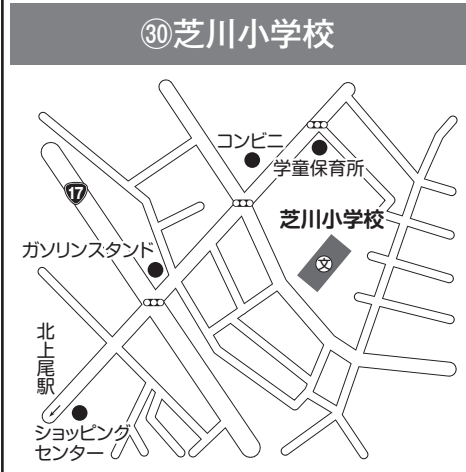 ㉚芝川小学校
コンビニ
学童保育所
17
芝川小学校
ガソリンスタンド
文
北上尾駅
ショッピング
センター